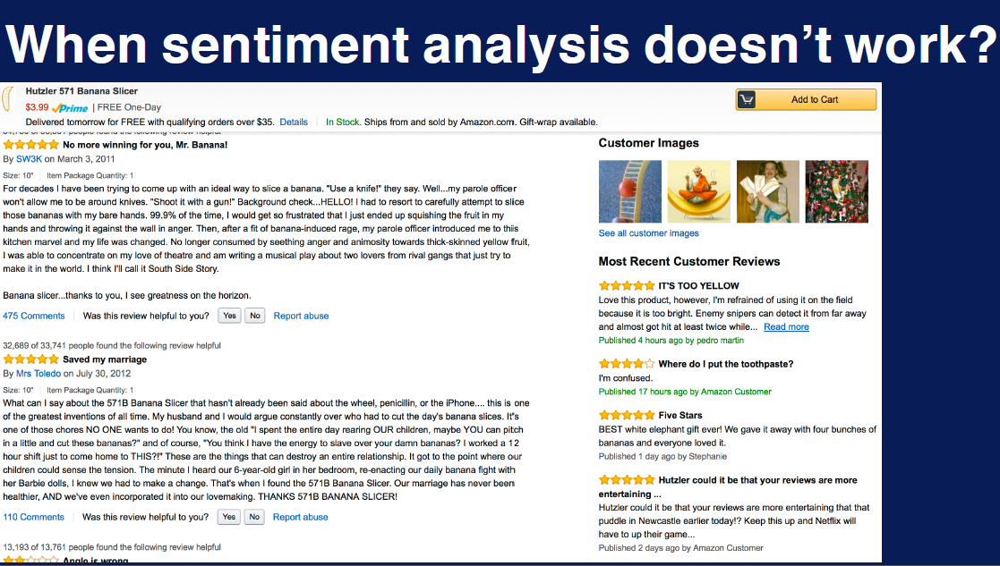 When sentiment analysis doesn't work?
Hutzler 571 Banana Slicer
$3.99 Prime | FREE One-Day
Delivered tomorrow for FREE with qualifying orders over $35. Details | In Stock. Ships from and sold by Amazon.com. Gift-wrap available.
Add to Cart
people found the following review helpful
No more winning for you, Mr. Banana!
By SW3K on March 3, 2011
Size: 10" | Item Package Quantity: 1
For decades I have been trying to come up with an ideal way to slice a banana. "Use a knife!" they say. Well...my parole officer
won't allow me to be around knives. "Shoot it with a gun!" Background check...HELLO! I had to resort to carefully attempt to slice
those bananas with my bare hands. 99.9% of the time, I would get so frustrated that I just ended up squishing the fruit in my
hands and throwing it against the wall in anger. Then, after a fit of banana-induced rage, my parole officer introduced me to this
kitchen marvel and my life was changed. No longer consumed by seething anger and animosity towards thick-skinned yellow fruit,
I was able to concentrate on my love of theatre and am writing a musical play about two lovers from rival gangs that just try to
make it in the world. I think I'll call it South Side Story.
Banana slicer...thanks to you, I see greatness on the horizon.
475 Comments | Was this review helpful to you? Yes No Report abuse
32,689 of 33,741 people found the following review helpful
Saved my marriage
By Mrs Toledo on July 30, 2012
Size: 10" | Item Package Quantity: 1
What can I say about the 571B Banana Slicer that hasn't already been said about the wheel, penicillin, or the iPhone.... this is one
of the greatest inventions of all time. My husband and I would argue constantly over who had to cut the day's banana slices. It's
one of those chores NO ONE wants to do! You know, the old "I spent the entire day rearing OUR children, maybe YOU can pitch
in a little and cut these bananas?" and of course, "You think I have the energy to slave over your damn bananas? I worked a 12
hour shift just to come home to THIS?!" These are the things that can destroy an entire relationship. It got to the point where our
children could sense the tension. The minute I heard our 6-year-old girl in her bedroom, re-enacting our daily banana fight with
her Barbie dolls, I knew we had to make a change. That's when I found the 571B Banana Slicer. Our marriage has never been
healthier, AND we've even incorporated it into our lovemaking. THANKS 571B BANANA SLICER!
110 Comments | Was this review helpful to you? Yes No Report abuse
13,193 of 13,761 people found the following review helpful
Angle is wrong
Customer Images
See all customer images
Most Recent Customer Reviews
IT'S TOO YELLOW
Love this product, however, I'm refrained of using it on the field
because it is too bright. Enemy snipers can detect it from far away
and almost got hit at least twice while... Read more
Published 4 hours ago by pedro martin
Where do I put the toothpaste?
I'm confused.
Published 17 hours ago by Amazon Customer
Five Stars
BEST white elephant gift ever! We gave it away with four bunches of
bananas and everyone loved it.
Published 1 day ago by Stephanie
Hutzler could it be that your reviews are more
entertaining ...
Hutzler could it be that your reviews are more entertaining that that
puddle in Newcastle earlier today!? Keep this up and Netflix will
have to up their game...
Published 2 days ago by Amazon Customer